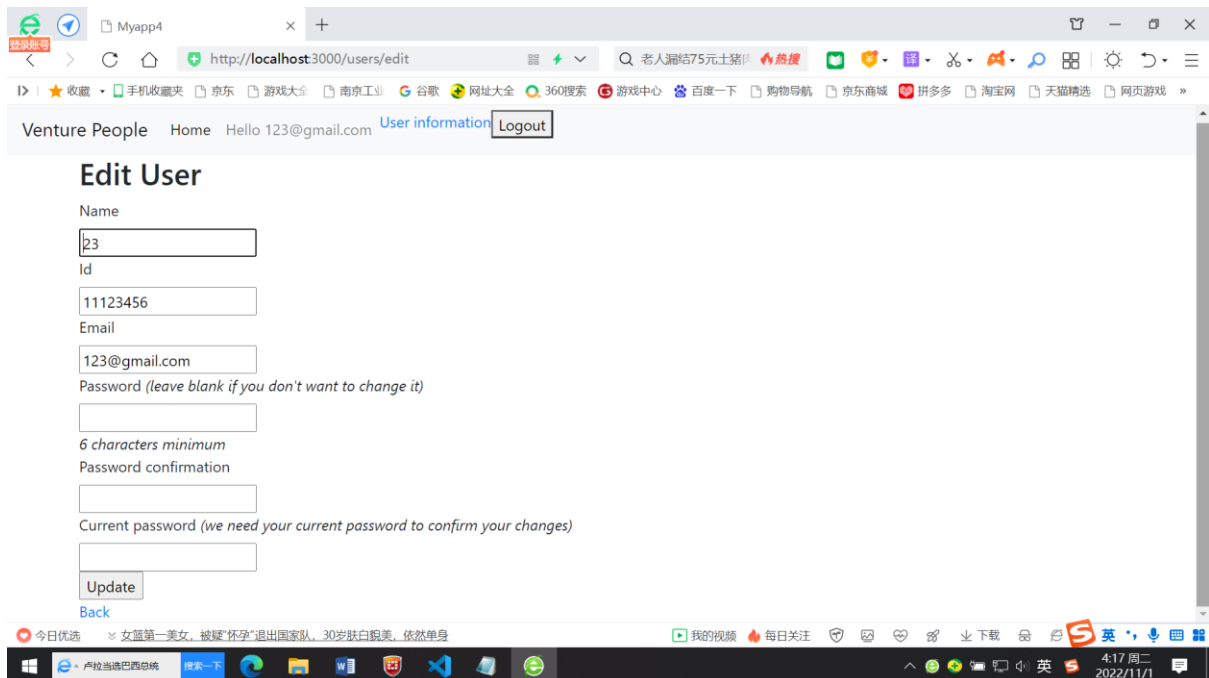 Myapp4
登录账号
http://localhost:3000/users/edit
老人漏结75元土猪肉 热搜
译
收藏 手机收藏夹 京东 游戏大全 南京工业 谷歌 网址大全 360搜索 游戏中心 百度一下 购物导航 京东商城 拼多多 淘宝网 天猫精选 网页游戏 »
Venture People Home Hello 123@gmail.com User information Logout
Edit User
Name
23
Id
11123456
Email
123@gmail.com
Password (leave blank if you don't want to change it)
6 characters minimum
Password confirmation
Current password (we need your current password to confirm your changes)
Update
Back
今日优选 女篮第一美女，被疑"怀孕"退出国家队，30岁肤白貌美，依然单身 我的视频 每日关注 下载 英
卢拉当选巴西总统 搜索一下 英 4:17 周二
2022/11/1